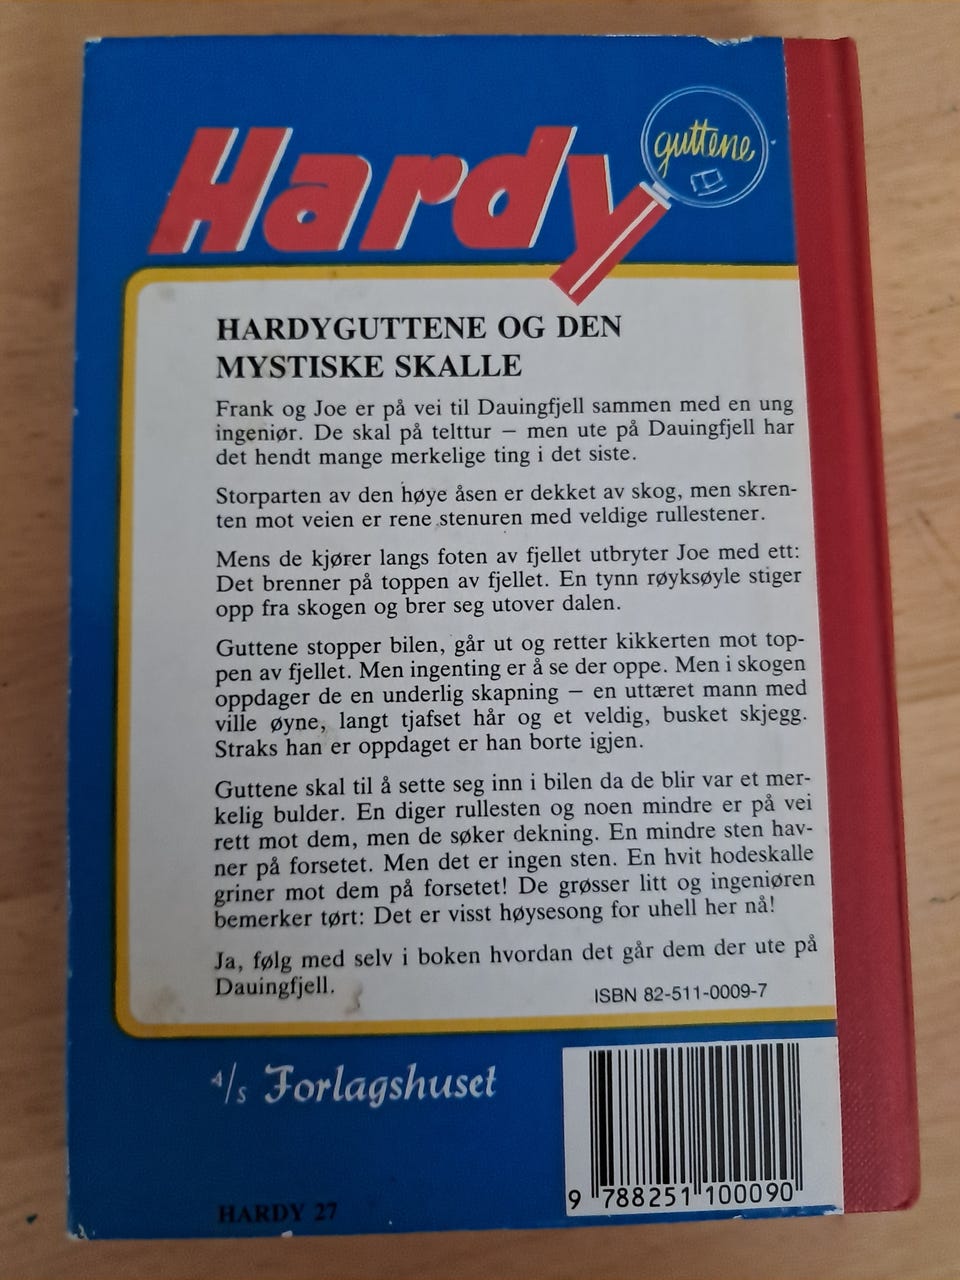 Hardy
guttene
HARDYGUTTENE OG DEN
MYSTISKE SKALLE
Frank og Joe er på vei til Dauingfjell sammen med en ung
ingeniør. De skal på telttur – men ute på Dauingfjell har
det hendt mange merkelige ting i det siste.
Storparten av den høye åsen er dekket av skog, men skren-
ten mot veien er rene stenuren med veldige rullestener.
Mens de kjører langs foten av fjellet utbryter Joe med ett:
Det brenner på toppen av fjellet. En tynn røyksøyle stiger
opp fra skogen og brer seg utover dalen.
Guttene stopper bilen, går ut og retter kikkerten mot top-
pen av fjellet. Men ingenting er å se der oppe. Men i skogen
oppdager de en underlig skapning – en uttæret mann med
ville øyne, langt tjafset hår og et veldig, busket skjegg.
Straks han er oppdaget er han borte igjen.
Guttene skal til å sette seg inn i bilen da de blir var et mer-
kelig bulder. En diger rullesten og noen mindre er på vei
rett mot dem, men de søker dekning. En mindre sten hav-
ner på forsetet. Men det er ingen sten. En hvit hodeskalle
griner mot dem på forsetet! De grøsser litt og ingeniøren
bemerker tørt: Det er visst høysesong for uhell her nå!
Ja, følg med selv i boken hvordan det går dem der ute på
Dauingfjell.
ISBN 82-511-0009-7
A/s Forlagshuset
9 788251 100090
HARDY 27